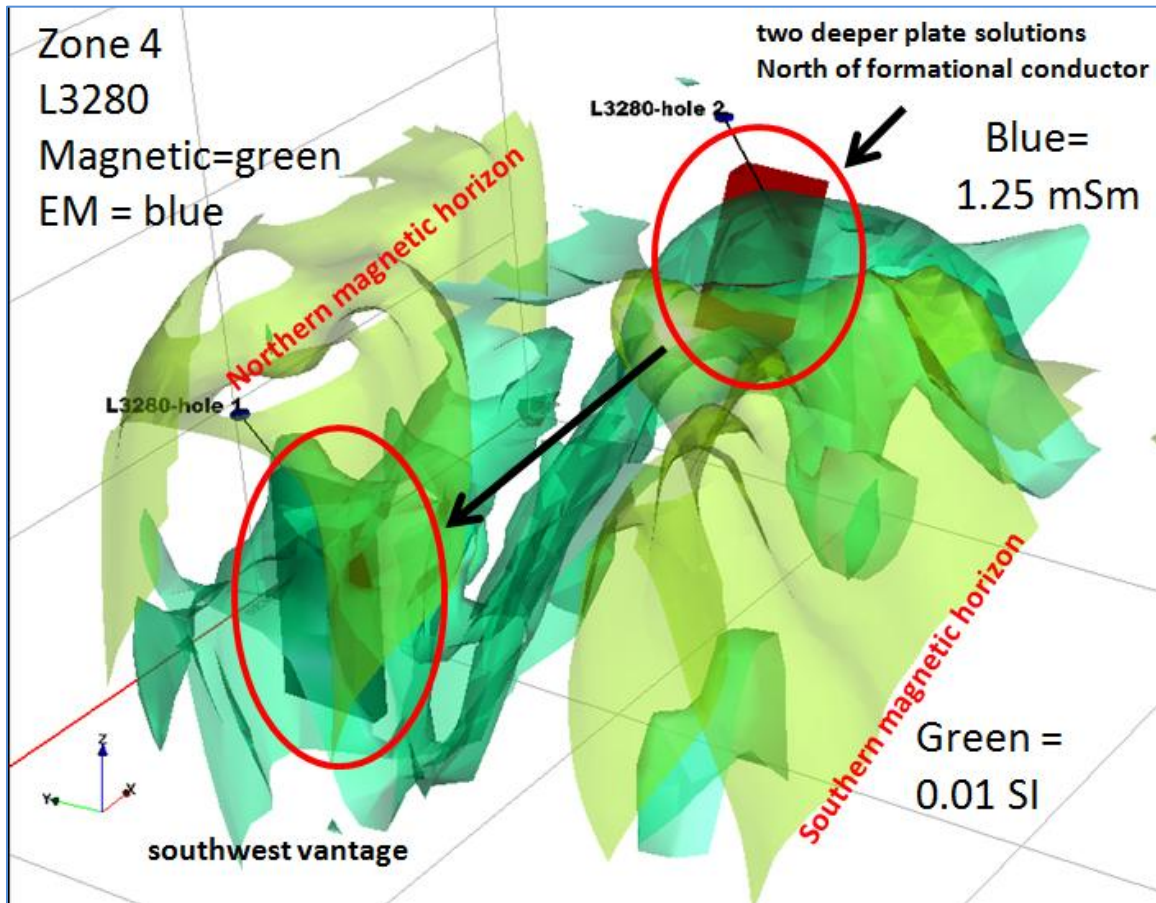 Zone 4
L3280
Magnetic=green
EM = blue
two deeper plate solutions
North of formational conductor
L3280-hole 2
Blue=
1.25 mSm
Northern magnetic horizon
L3280-hole 1
Southern magnetic horizon
Green =
0.01 SI
Z
Y
X
southwest vantage